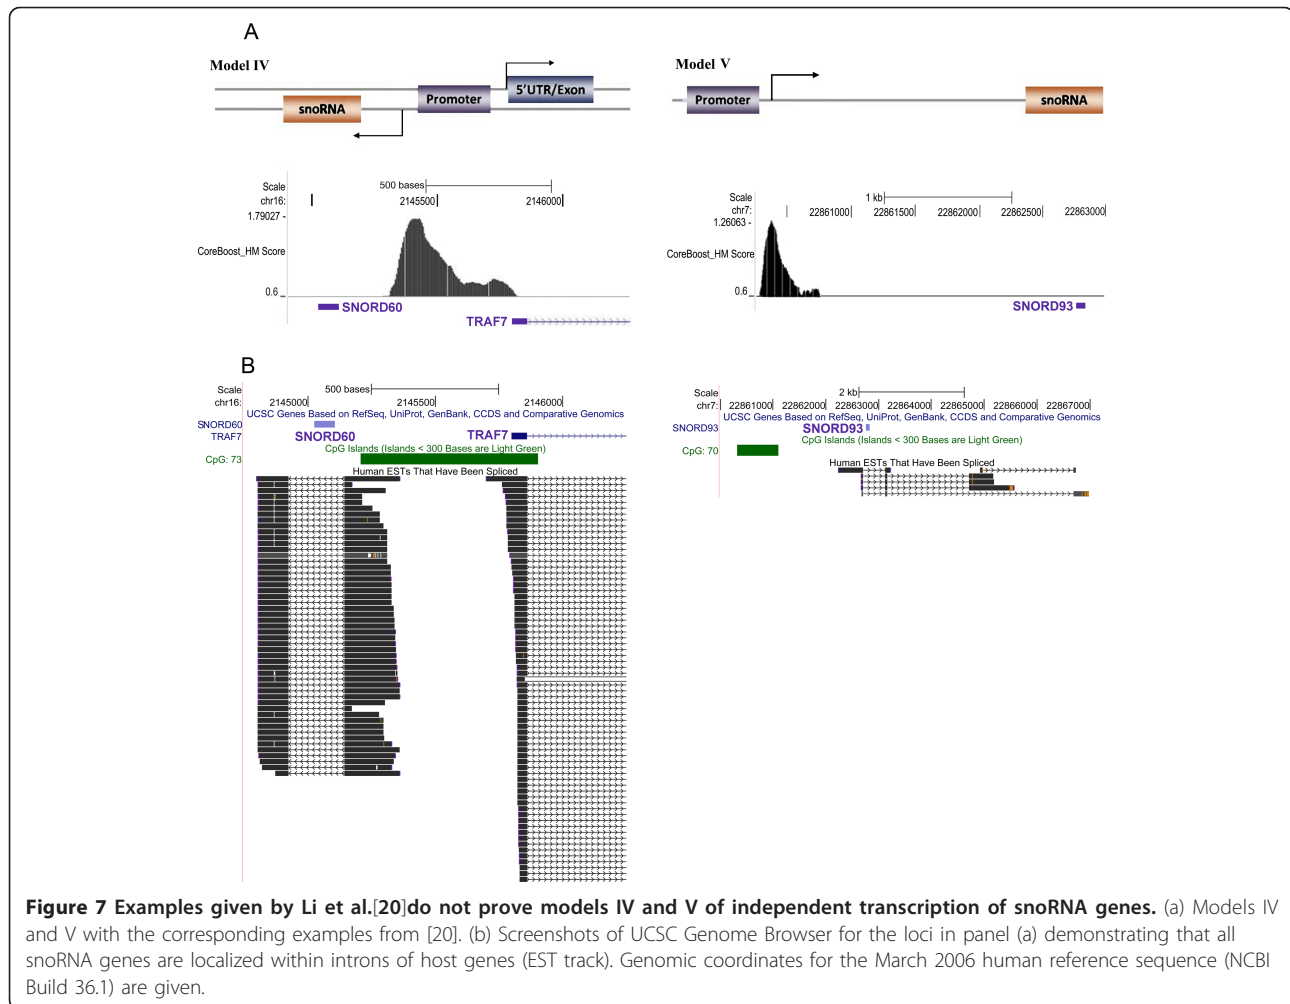 A
Model IV
5'UTR/Exon
Promoter
snoRNA
Model V
Promoter
snoRNA
Scale
500 bases
chr16:
2145500
2146000
1.79027
CoreBoost_HM Score
0.6
SNORD60
TRAF7
Scale
1 kb
chr7:
22861000
22861500
22862000
22862500
22863000
1.26063
CoreBoost_HM Score
0.6
SNORD93
B
Scale
500 bases
chr16:
2145000
2145500
2146000
UCSC Genes Based on RefSeq, UniProt, GenBank, CCDS and Comparative Genomics
SNORD60
TRAF7
SNORD60
TRAF7
CpG Islands (Islands < 300 Bases are Light Green)
CpG: 73
Human ESTs That Have Been Spliced
Scale
2 kb
chr7:
22861000
22862000
22863000
22864000
22865000
22866000
22867000
UCSC Genes Based on RefSeq, UniProt, GenBank, CCDS and Comparative Genomics
SNORD93
SNORD93
CpG Islands (Islands < 300 Bases are Light Green)
CpG: 70
Human ESTs That Have Been Spliced
Figure 7 Examples given by Li et al.[20]do not prove models IV and V of independent transcription of snoRNA genes. (a) Models IV
and V with the corresponding examples from [20]. (b) Screenshots of UCSC Genome Browser for the loci in panel (a) demonstrating that all
snoRNA genes are localized within introns of host genes (EST track). Genomic coordinates for the March 2006 human reference sequence (NCBI
Build 36.1) are given.